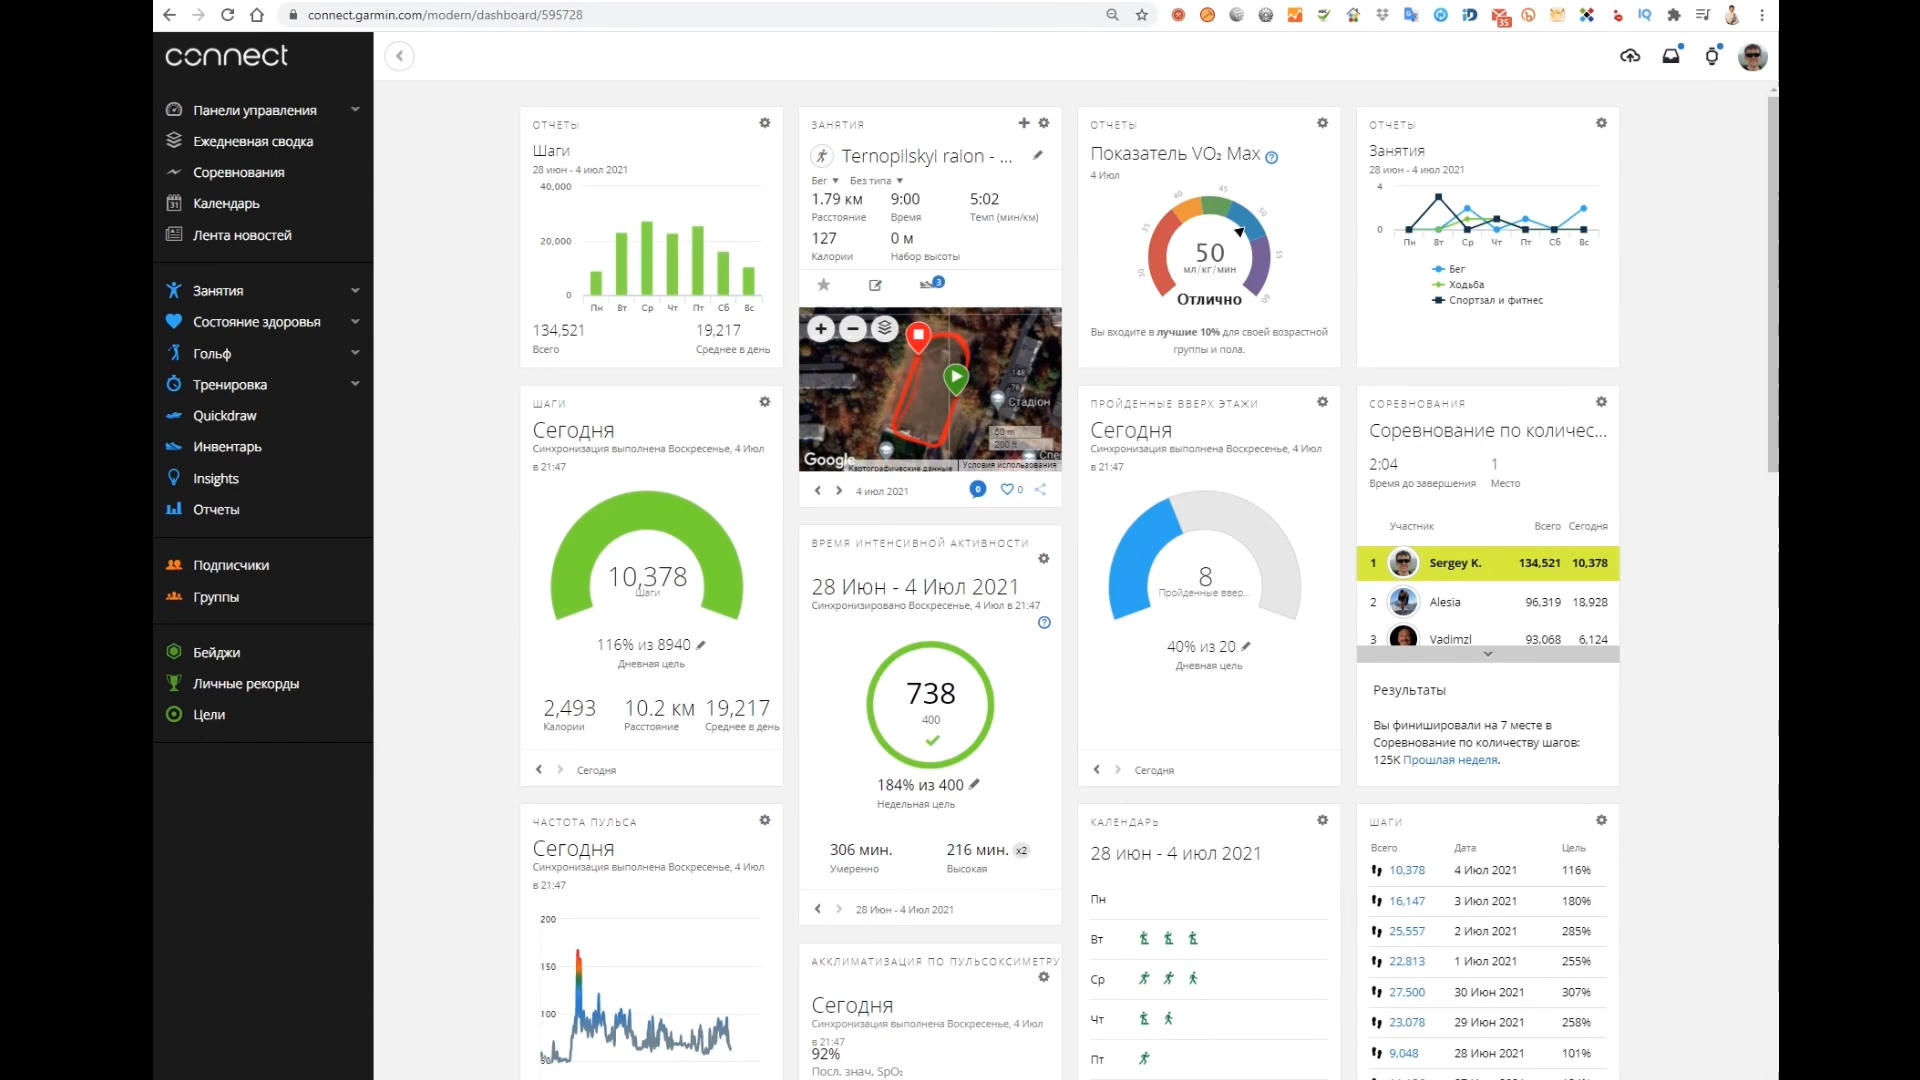 connect.garmin.com/modern/dashboard/595728
35
connect
Панели управления
Ежедневная сводка
Соревнования
Календарь
Лента новостей
Занятия
Состояние здоровья
Гольф
Тренировка
Quickdraw
Инвентарь
Insights
Отчеты
Подписчики
Группы
Бейджи
Личные рекорды
Цели
ОТЧЕТЫ
Шаги
28 июн - 4 июл 2021
40,000
20,000
0
Пн Вт Ср Чт Пт Сб Вс
134,521 19,217
Всего Среднее в день
ШАГИ
Сегодня
Синхронизация выполнена Воскресенье, 4 Июл
в 21:47
10,378
Шаги
116% из 8940
Дневная цель
2,493 10.2 км 19,217
Калории Расстояние Среднее в день
Сегодня
ЧАСТОТА ПУЛЬСА
Сегодня
Синхронизация выполнена Воскресенье, 4 Июл
в 21:47
200
150
100
50
ЗАНЯТИЯ
Ternopilskyi raion - ...
Бег Без типа
1.79 км 9:00 5:02
Расстояние Время Темп (мин/км)
127 0 м
Калории Набор высоты
3
148
78
Стадіон
50 m
200 ft
Google Картографические данные Условия использования
4 июл 2021 0 0
ВРЕМЯ ИНТЕНСИВНОЙ АКТИВНОСТИ
28 Июн - 4 Июл 2021
Синхронизировано Воскресенье, 4 Июл в 21:47
738
400
184% из 400
Недельная цель
306 мин. 216 мин. x2
Умеренно Высокая
28 Июн - 4 Июл 2021
АККЛИМАТИЗАЦИЯ ПО ПУЛЬСОКСИМЕТРУ
Сегодня
Синхронизация выполнена Воскресенье, 4 Июл
в 21:47
92%
Посл. знач. SpO₂
ОТЧЕТЫ
Показатель VO₂ Max
4 Июл
30 35 40 45 50 55 60
50
мл/кг/мин
Отлично
Вы входите в лучшие 10% для своей возрастной
группы и пола.
ПРОЙДЕННЫЕ ВВЕРХ ЭТАЖИ
Сегодня
Синхронизация выполнена Воскресенье, 4 Июл
в 21:47
8
Пройденные ввер...
40% из 20
Дневная цель
Сегодня
КАЛЕНДАРЬ
28 июн - 4 июл 2021
Пн
Вт
Ср
Чт
Пт
ОТЧЕТЫ
Занятия
28 июн - 4 июл 2021
4
0
Пн Вт Ср Чт Пт Сб Вс
Бег
Ходьба
Спортзал и фитнес
СОРЕВНОВАНИЯ
Соревнование по количес...
2:04 1
Время до завершения Место
Участник Всего Сегодня
1 Sergey K. 134,521 10,378
2 Alesia 96,319 18,928
3 Vadimzl 93,068 6,124
Результаты
Вы финишировали на 7 месте в
Соревнование по количеству шагов:
125K Прошлая неделя.
ШАГИ
Всего Дата Цель
10,378 4 Июл 2021 116%
16,147 3 Июл 2021 180%
25,557 2 Июл 2021 285%
22,813 1 Июл 2021 255%
27,500 30 Июн 2021 307%
23,078 29 Июн 2021 258%
9,048 28 Июн 2021 101%